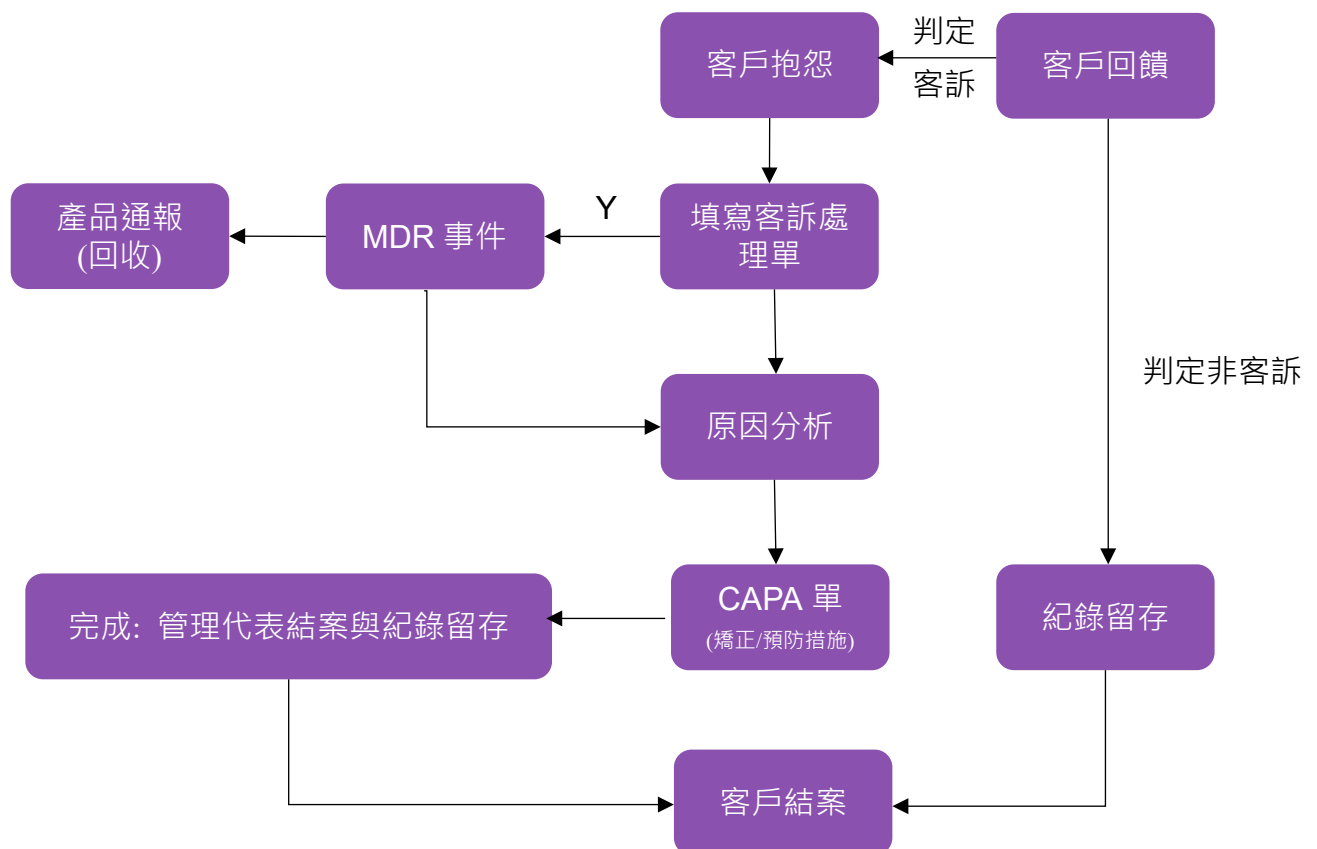 判定
客訴
客戶抱怨
客戶回饋
產品通報
(回收)
MDR 事件
Y
填寫客訴處
理單
判定非客訴
原因分析
完成: 管理代表結案與紀錄留存
CAPA 單
(矯正/預防措施)
紀錄留存
客戶結案